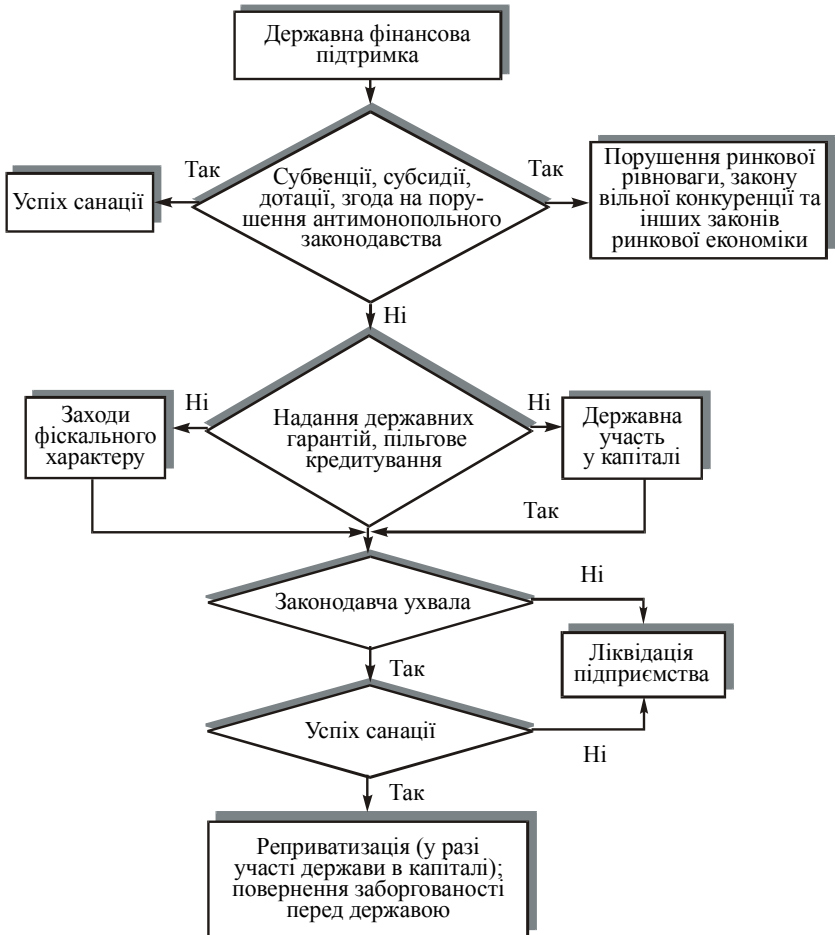 Державна фінансова
підтримка
Так
Так
Успіх санації
Субвенції, субсидії,
дотації, згода на пору-
шення антимонопольного
законодавства
Порушення ринкової
рівноваги, закону
вільної конкуренції та
інших законів
ринкової економіки
Ні
Ні
Ні
Заходи
фіскального
характеру
Надання державних
гарантій, пільгове
кредитування
Державна
участь
у капіталі
Так
Ні
Законодавча ухвала
Ліквідація
підприємства
Так
Успіх санації
Ні
Так
Реприватизація (у разі
участі держави в капіталі);
повернення заборгованості
перед державою